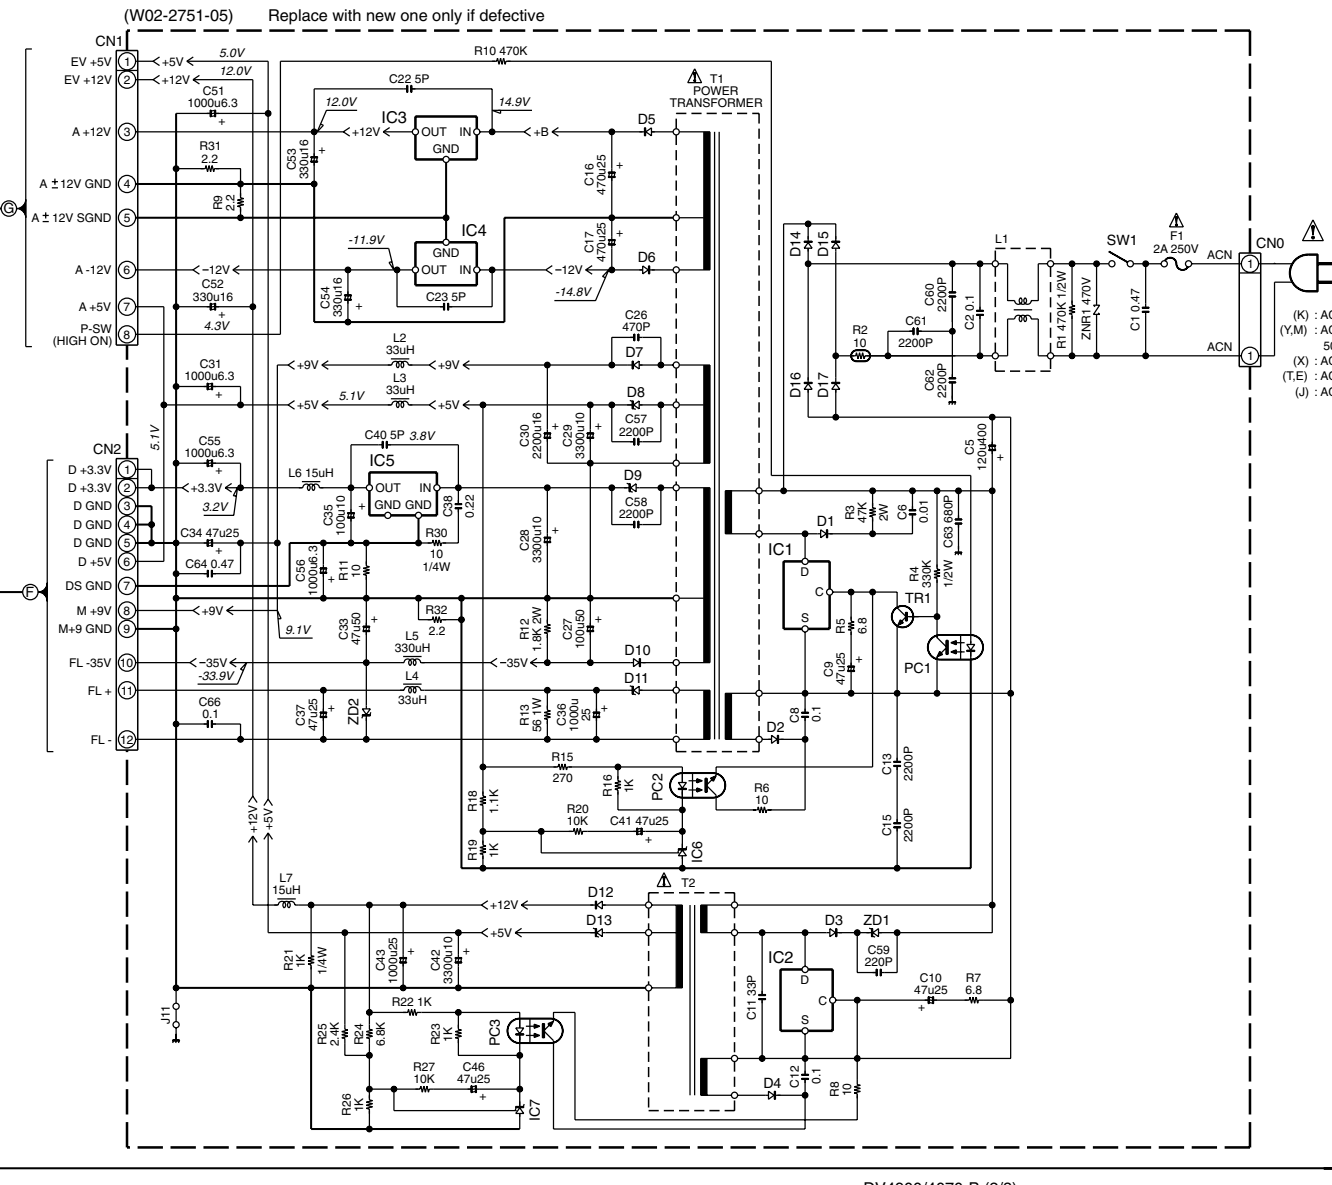 (W02-2751-05) Replace with new one only if defective
CN1
EV +5V 1 +5V 5.0V
EV +12V 2 +12V 12.0V
C51
1000u6.3
+
A +12V 3
R31
2.2
A ±12V GND 4
R9
2.2
A ±12V SGND 5
A -12V 6 −12V
C52
330u16
+
A +5V 7
4.3V
P-SW
(HIGH ON) 8
G
R10 470K
C22 5P
12.0V
14.9V
IC3
+12V OUT IN +B
GND
C53
330u16
+
IC4
GND
-11.9V
OUT IN −12V
C54
330u16
+
C23 5P
-14.8V
D5
C16
470u25
+
C17
470u25
+
D6
T1
POWER
TRANSFORMER
C26
470P
L2
33uH
+9V +9V D7
L3
33uH
+5V 5.1V +5V D8
C57
2200P
C30
2200u16
+
C29
3300u10
+
C31
1000u6.3
+
5.1V
CN2
D +3.3V 1
D +3.3V 2 +3.3V
3.2V
D GND 3
D GND 4
D GND 5
D +5V 6
DS GND 7
M +9V 8 +9V
9.1V
M+9 GND 9
FL -35V 10 −35V
-33.9V
FL + 11
FL - 12
F
C55
1000u6.3
+
C34 47u25
+
C64 0.47
C66
0.1
L6 15uH
C40 5P 3.8V
IC5
OUT IN
GND GND
C35
100u10
+
C38
0.22
R30
10
1/4W
C56
1000u6.3
+
R11
10
C33
47u50
+
R32
2.2
L5
330uH
−35V
L4
33uH
C37
47u25
+
ZD2
D9
C58
2200P
C28
3300u10
+
R12
1.8K 2W
C27
100u50
+
D10
D11
R13
56 1W
C36
1000u
25
+
D14
D15
D16
D17
R2
10
C61
2200P
C60
2200P
C62
2200P
C2 0.1
L1
R1 470K 1/2W
ZNR1 470V
SW1
C1 0.47
F1
2A 250V
ACN
ACN
CN0
1
1
(K) : AC
(Y,M) : AC
(X) : AC
(T,E) : AC
(J) : AC
C5
120u400
+
D1
R3
47K
2W
C6
0.01
C63 680P
IC1
D
C
S
R4
330K
1/2W
TR1
R5
6.8
C9
47u25
+
PC1
C8
0.1
D2
R15
270
R16
1K
PC2
R6
10
C13
2200P
C15
2200P
R18
1.1K
R20
10K
C41 47u25
+
R19
1K
IC6
+12V
+5V
L7
15uH
T2
D12
+12V
D13
+5V
R21
1K
1/4W
C43
1000u25
+
C42
3300u10
+
J11
R22 1K
R25
2.4K
R24
6.8K
R23
1K
PC3
R27
10K
C46
47u25
+
R26
1K
IC7
D3
ZD1
C59
220P
IC2
D
C
S
C11 33P
C10
47u25
+
R7
6.8
C12
0.1
D4
R8
10